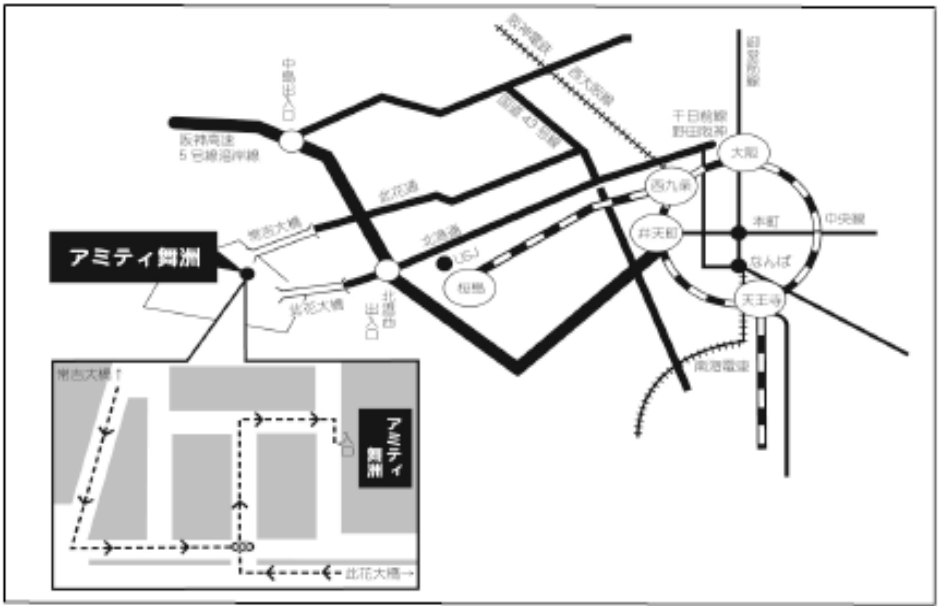 阪神電鉄
西大阪線
御堂筋線
中島出入口
国道43号線
千日前線
野田阪神
大阪
阪神高速
5号線湾岸線
此花通
西九条
常吉大橋
北港通
弁天町
本町
中央線
アミティ舞洲
USJ
なんば
桜島
此花大橋
北港西
出入口
天王寺
南港電車
常吉大橋↑
アミティ
舞洲
入口
此花大橋→